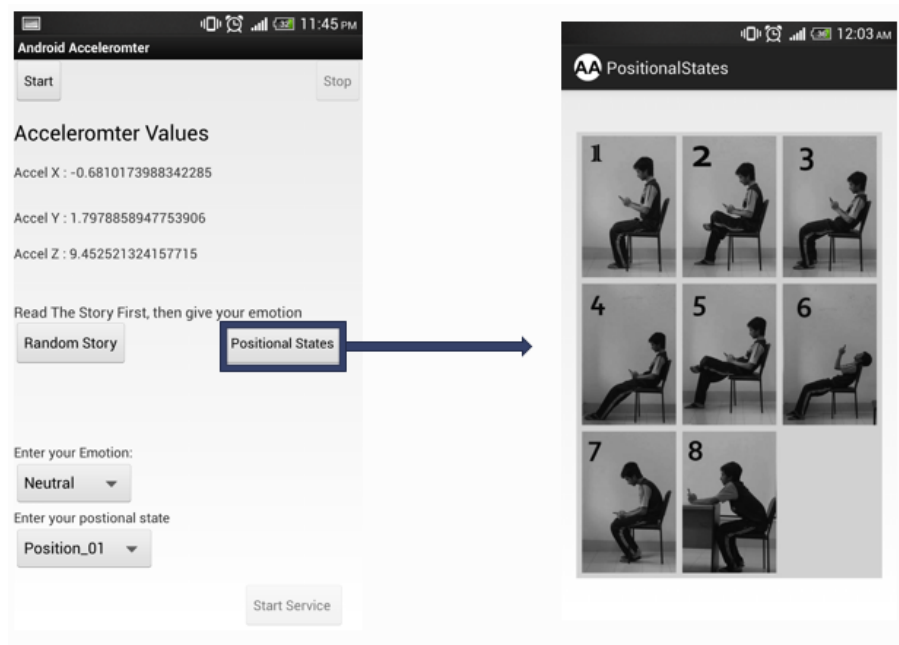 11:45 PM
Android Acceleromter
Start
Stop
Acceleromter Values
Accel X : -0.6810173988342285
Accel Y : 1.7978858947753906
Accel Z : 9.452521324157715
Read The Story First, then give your emotion
Random Story
Positional States
Enter your Emotion:
Neutral
Enter your postional state
Position_01
Start Service
12:03 AM
AA PositionalStates
1 2 3
4 5 6
7 8